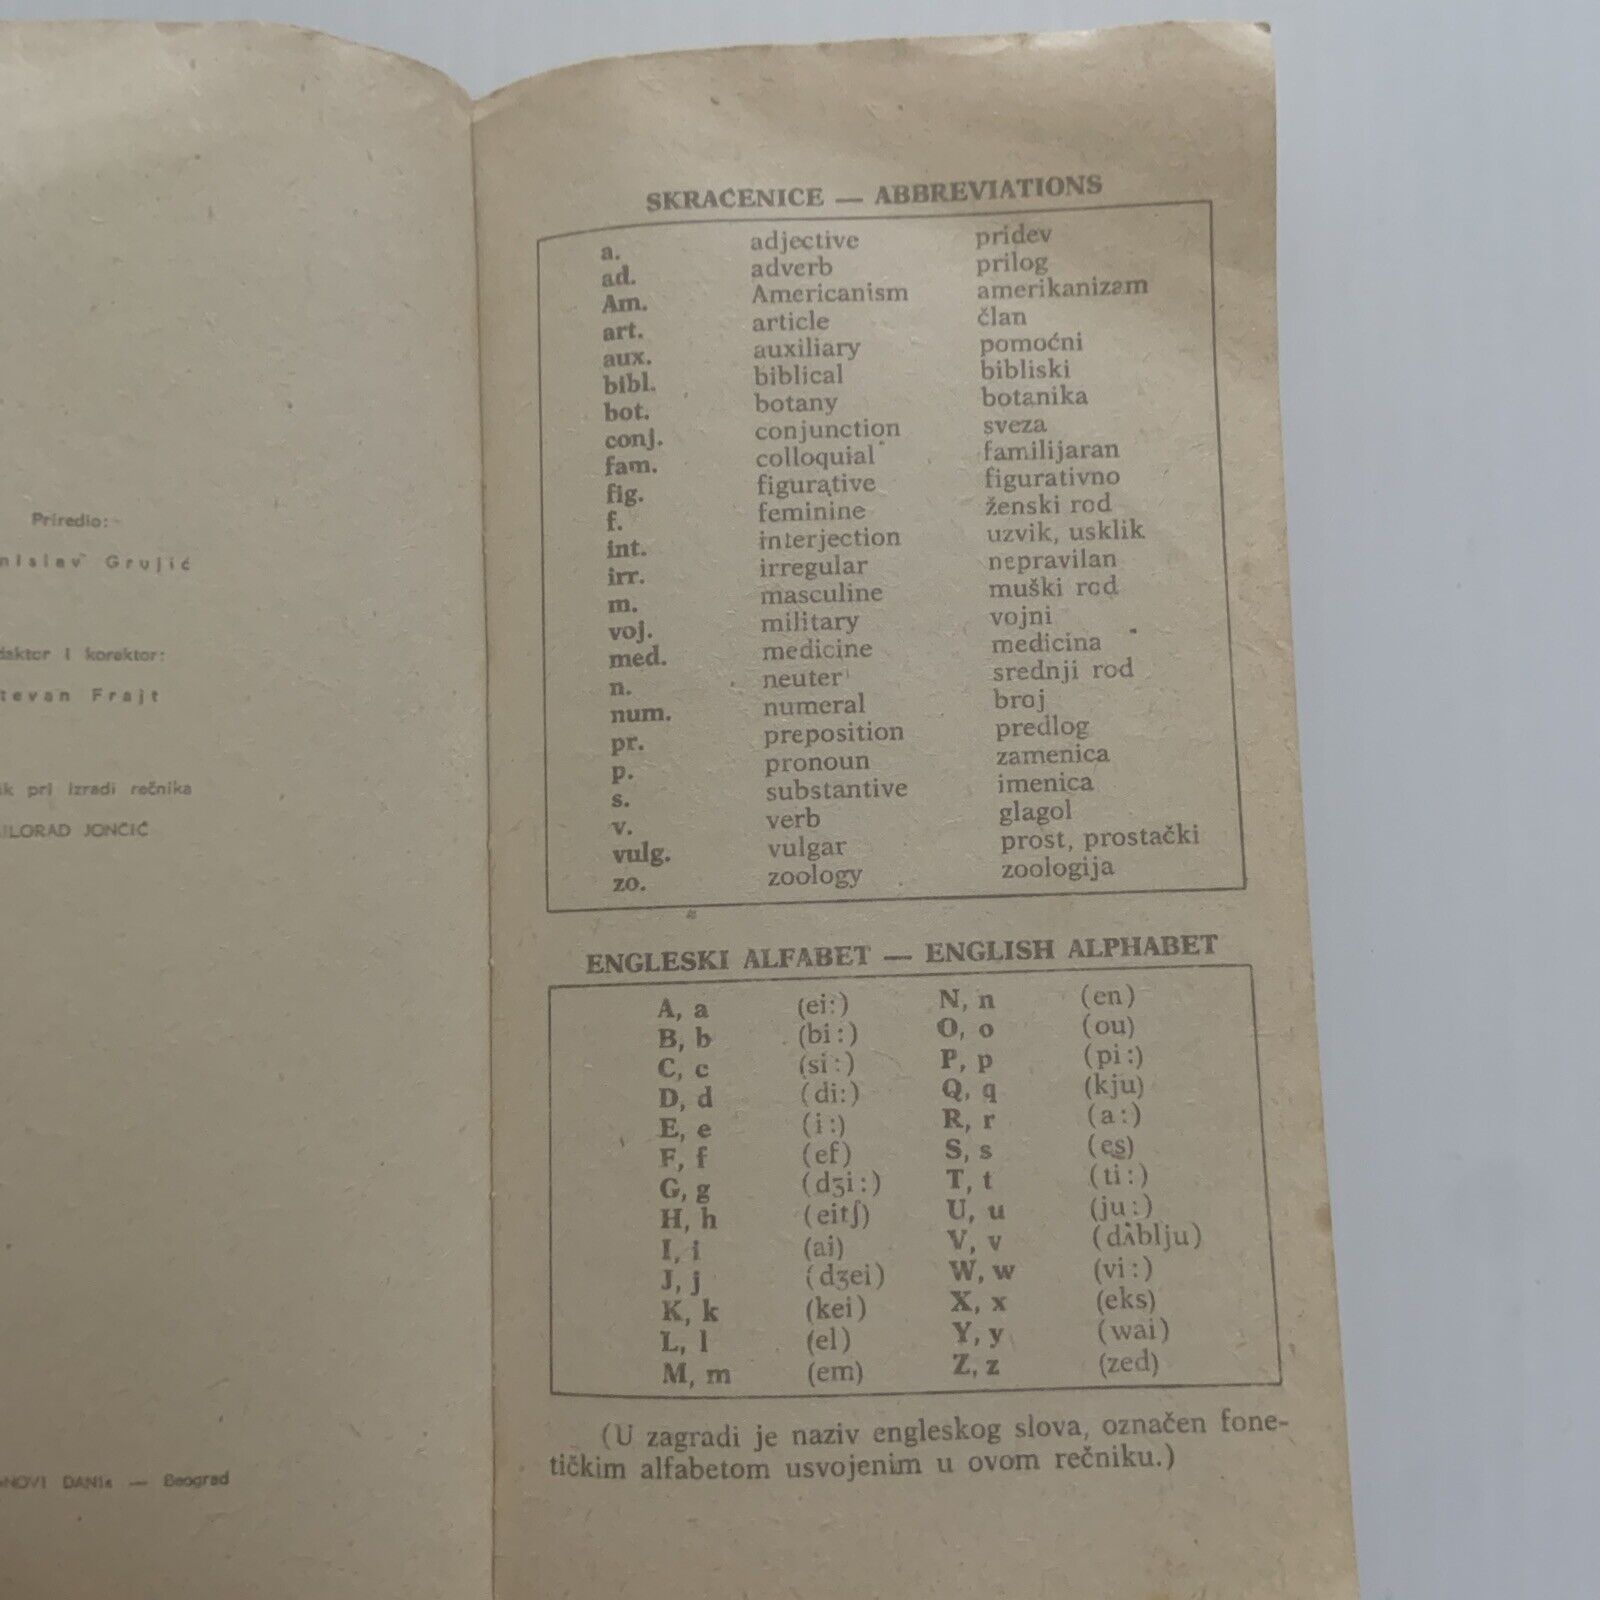 Priredio:
Grujić
i korektor:
Frajt
pri izradi rečnika
JONČIĆ
DANI« — Beograd
SKRAĆENICE — ABBREVIATIONS
a. adjective pridev
ad. adverb prilog
Am. Americanism amerikanizam
art. article član
aux. auxiliary pomoćni
bibl. biblical bibliski
bot. botany botanika
conj. conjunction sveza
fam. colloquial familijaran
fig. figurative figurativno
f. feminine ženski rod
int. interjection uzvik, usklik
irr. irregular nepravilan
m. masculine muški rod
voj. military vojni
med. medicine medicina
n. neuter srednji rod
num. numeral broj
pr. preposition predlog
p. pronoun zamenica
s. substantive imenica
v. verb glagol
vulg. vulgar prost, prostački
zo. zoology zoologija
ENGLESKI ALFABET — ENGLISH ALPHABET
A, a (ei:) N, n (en)
B, b (bi:) O, o (ou)
C, c (si:) P, p (pi:)
D, d (di:) Q, q (kju)
E, e (i:) R, r (a:)
F, f (ef) S, s (es)
G, g (dʒi:) T, t (ti:)
H, h (eitʃ) U, u (ju:)
I, i (ai) V, v (dʌblju)
J, j (dʒei) W, w (vi:)
K, k (kei) X, x (eks)
L, l (el) Y, y (wai)
M, m (em) Z, z (zed)
(U zagradi je naziv engleskog slova, označen fone-
tičkim alfabetom usvojenim u ovom rečniku.)